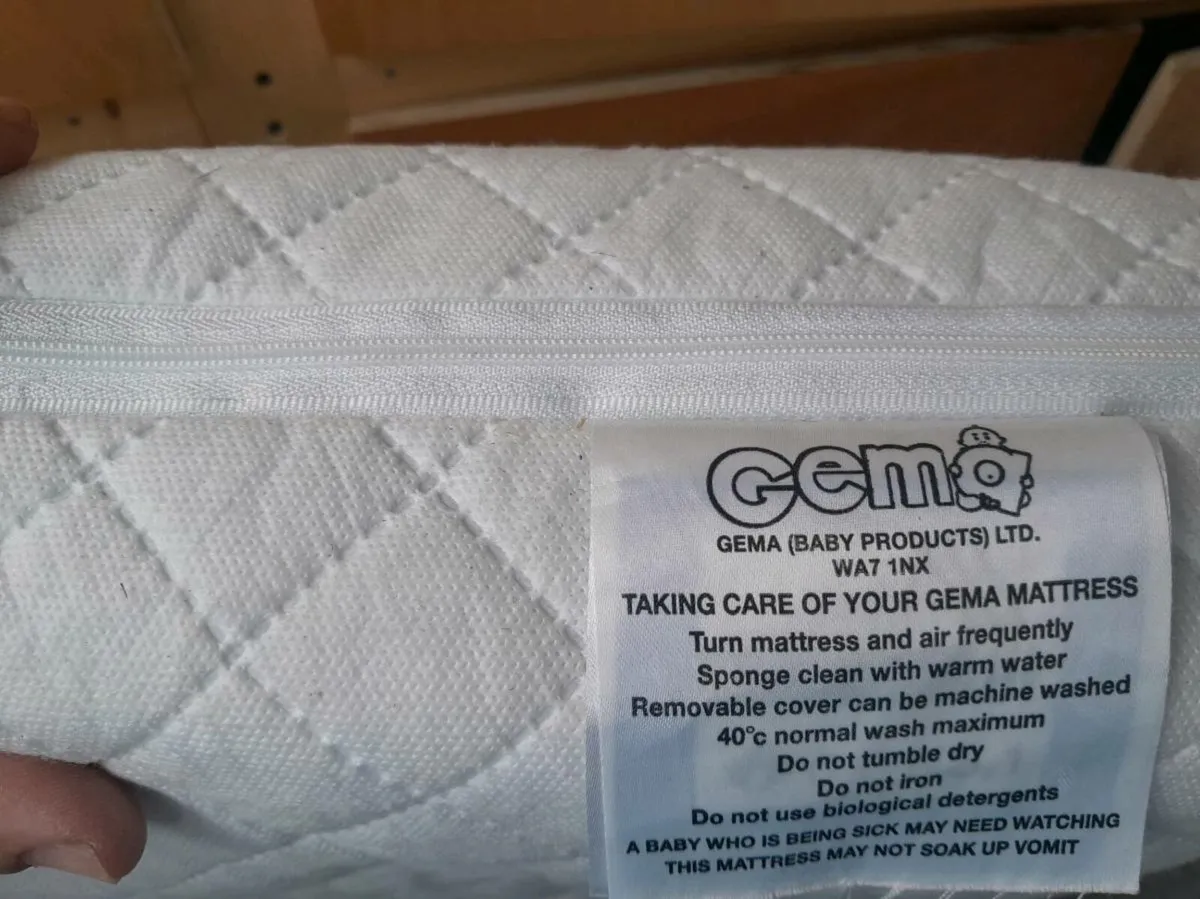 Gema
GEMA (BABY PRODUCTS) LTD.
WA7 1NX
TAKING CARE OF YOUR GEMA MATTRESS
Turn mattress and air frequently
Sponge clean with warm water
Removable cover can be machine washed
40°c normal wash maximum
Do not tumble dry
Do not iron
Do not use biological detergents
A BABY WHO IS BEING SICK MAY NEED WATCHING
THIS MATTRESS MAY NOT SOAK UP VOMIT